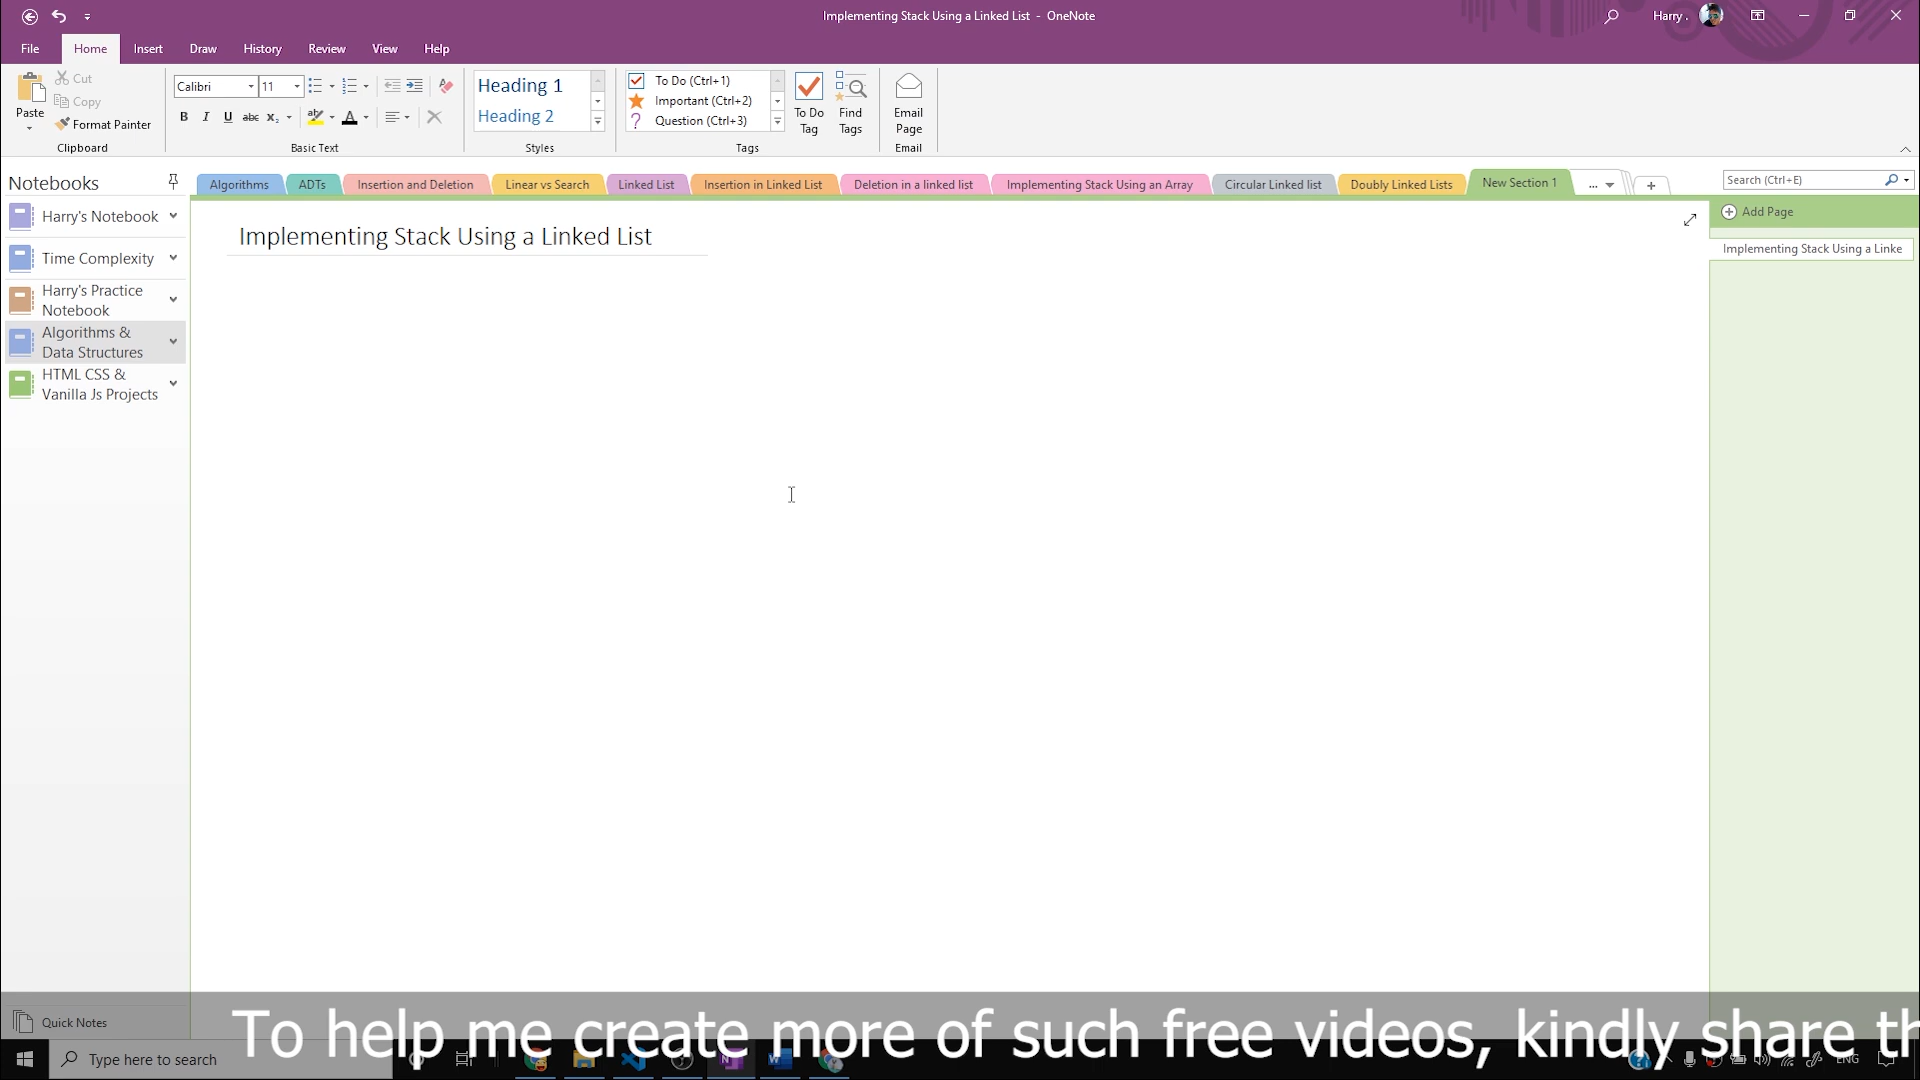 Implementing Stack Using a Linked List - OneNote
Harry .
File Home Insert Draw History Review View Help
Paste
Cut
Copy
Format Painter
Clipboard
Calibri 11
B I U abc x₂ ab A
Basic Text
Heading 1
Heading 2
Styles
To Do (Ctrl+1)
Important (Ctrl+2)
Question (Ctrl+3)
Tags
To Do
Tag
Find
Tags
Email
Page
Email
Notebooks
Algorithms ADTs Insertion and Deletion Linear vs Search Linked List Insertion in Linked List Deletion in a linked list Implementing Stack Using an Array Circular Linked list Doubly Linked Lists New Section 1 ... +
Search (Ctrl+E)
Harry's Notebook
Time Complexity
Harry's Practice
Notebook
Algorithms &
Data Structures
HTML CSS &
Vanilla Js Projects
Implementing Stack Using a Linked List
Add Page
Implementing Stack Using a Linke
Quick Notes
To help me create more of such free videos, kindly share th
Type here to search
ENG